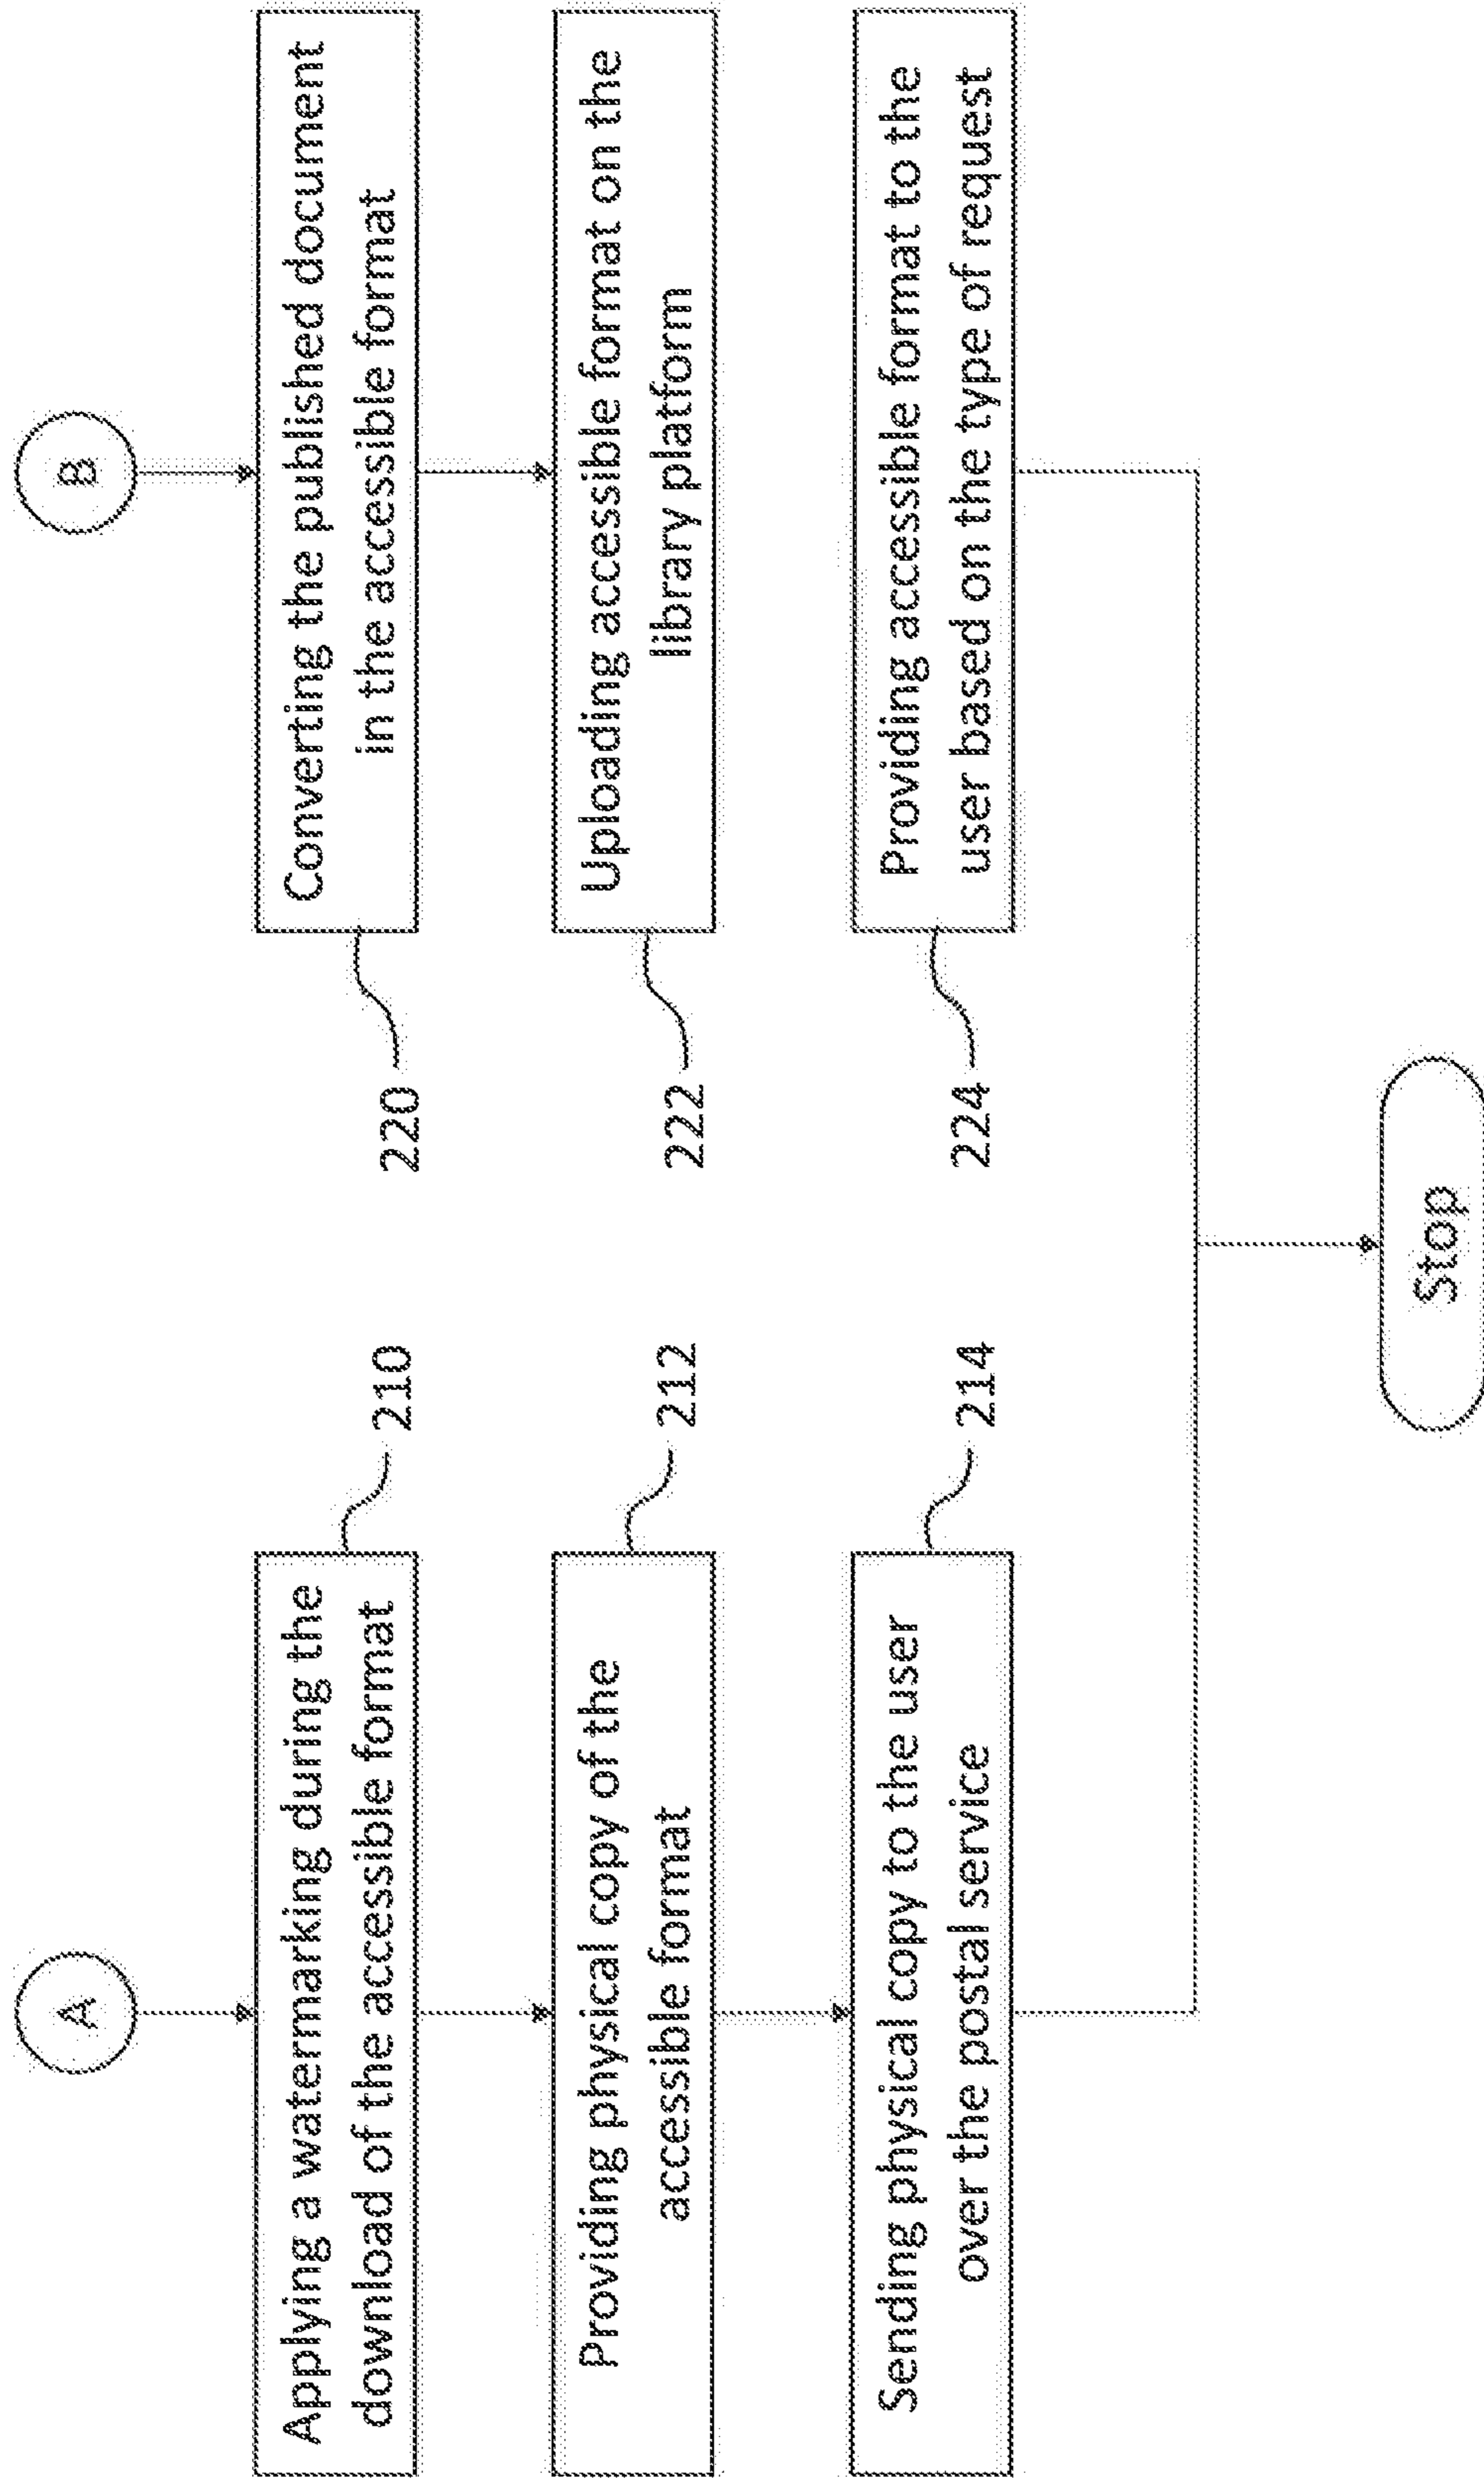 A
Applying a watermarking during the
download of the accessible format
210
Providing physical copy of the
accessible format
212
Sending physical copy to the user
over the postal service
214
B
Converting the published document
in the accessible format
220
Uploading accessible format on the
library platform
222
Providing accessible format to the
user based on the type of request
224
Stop